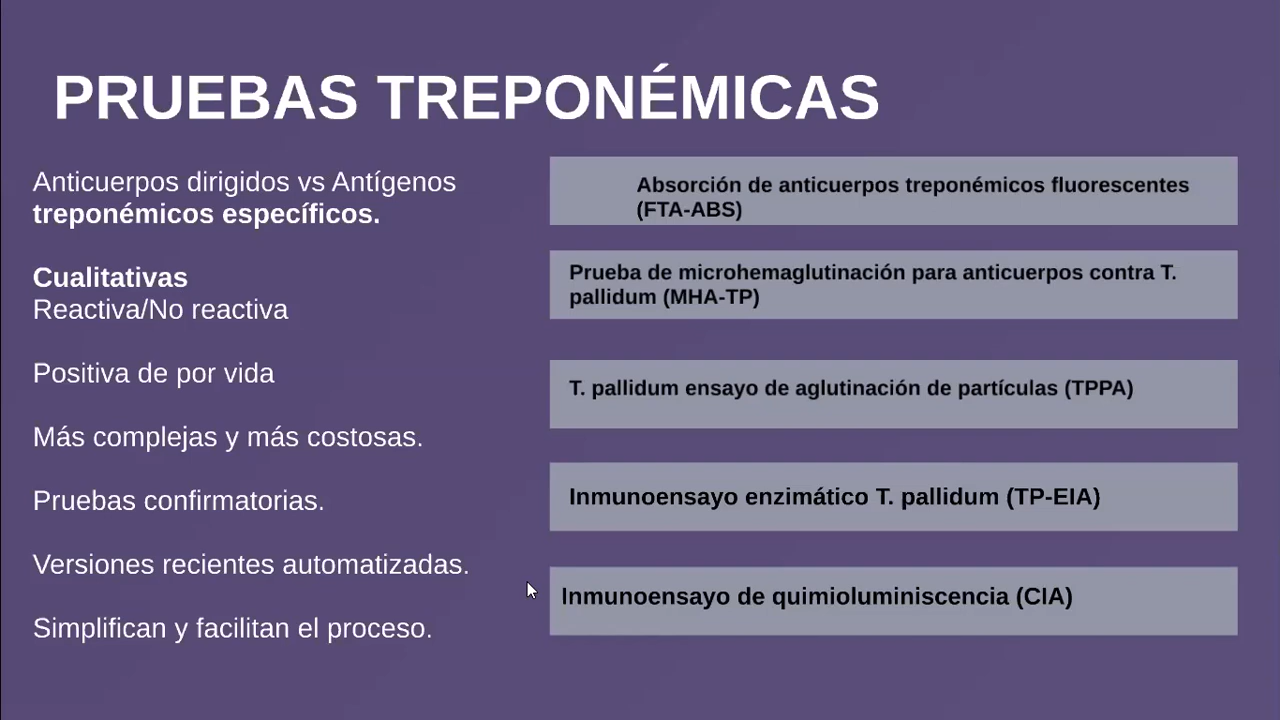 PRUEBAS TREPONÉMICAS
Anticuerpos dirigidos vs Antígenos
treponémicos específicos.
Cualitativas
Reactiva/No reactiva
Positiva de por vida
Más complejas y más costosas.
Pruebas confirmatorias.
Versiones recientes automatizadas.
Simplifican y facilitan el proceso.
Absorción de anticuerpos treponémicos fluorescentes
(FTA-ABS)
Prueba de microhemaglutinación para anticuerpos contra T.
pallidum (MHA-TP)
T. pallidum ensayo de aglutinación de partículas (TPPA)
Inmunoensayo enzimático T. pallidum (TP-EIA)
Inmunoensayo de quimioluminiscencia (CIA)